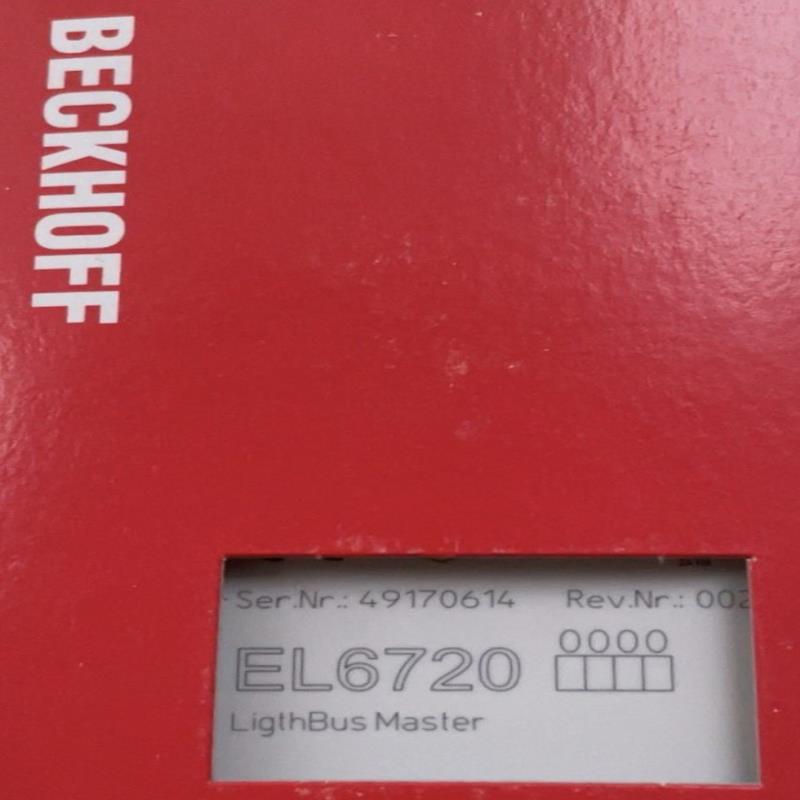 BECKHOFF
Ser.Nr.: 49170614 Rev.Nr.: 002
EL6720 0000
LigthBus Master